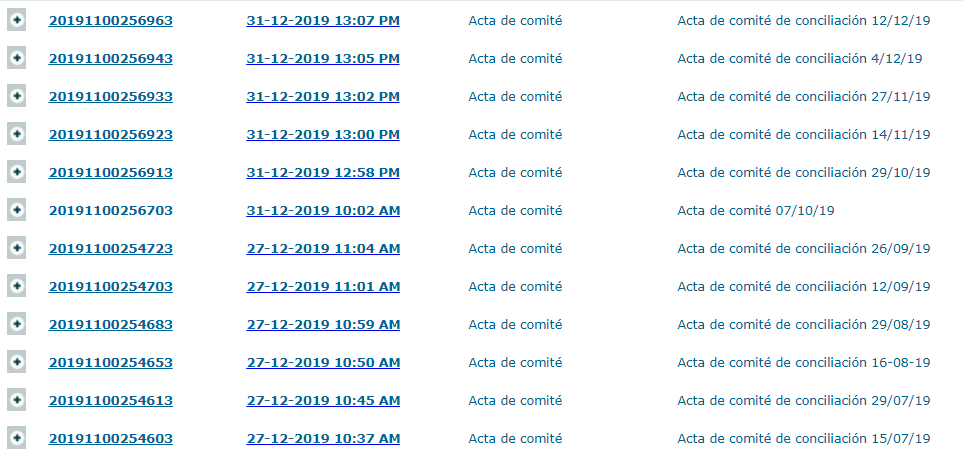 20191100256963 31-12-2019 13:07 PM Acta de comité Acta de comité de conciliación 12/12/19
20191100256943 31-12-2019 13:05 PM Acta de comité Acta de comité de conciliación 4/12/19
20191100256933 31-12-2019 13:02 PM Acta de comité Acta de comité de conciliación 27/11/19
20191100256923 31-12-2019 13:00 PM Acta de comité Acta de comité de conciliación 14/11/19
20191100256913 31-12-2019 12:58 PM Acta de comité Acta de comité de conciliación 29/10/19
20191100256703 31-12-2019 10:02 AM Acta de comité Acta de comité 07/10/19
20191100254723 27-12-2019 11:04 AM Acta de comité Acta de comité de conciliación 26/09/19
20191100254703 27-12-2019 11:01 AM Acta de comité Acta de comité de conciliación 12/09/19
20191100254683 27-12-2019 10:59 AM Acta de comité Acta de comité de conciliación 29/08/19
20191100254653 27-12-2019 10:50 AM Acta de comité Acta de comité de conciliación 16-08-19
20191100254613 27-12-2019 10:45 AM Acta de comité Acta de comité de conciliación 29/07/19
20191100254603 27-12-2019 10:37 AM Acta de comité Acta de comité de conciliación 15/07/19